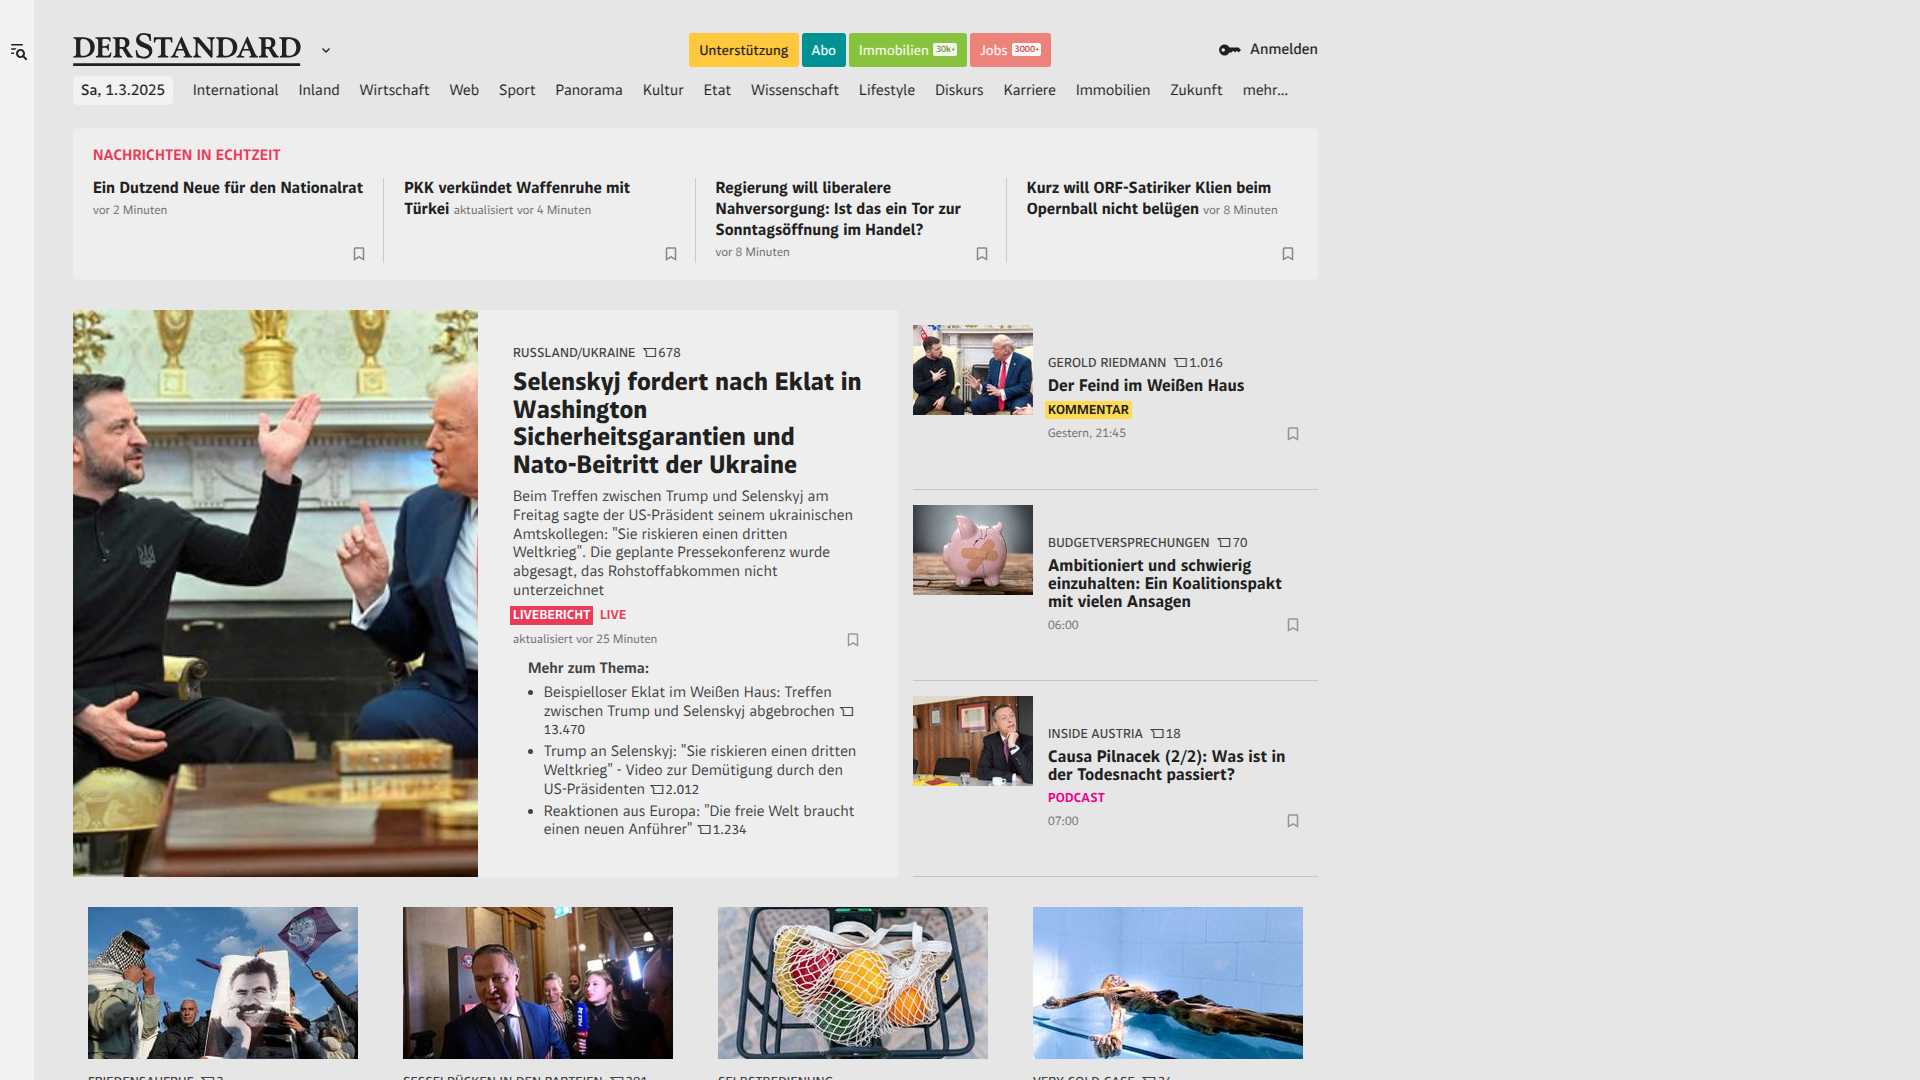 DERSTANDARD
Unterstützung
Abo
Immobilien 30k+
Jobs 3000+
Anmelden
Sa, 1.3.2025
International
Inland
Wirtschaft
Web
Sport
Panorama
Kultur
Etat
Wissenschaft
Lifestyle
Diskurs
Karriere
Immobilien
Zukunft
mehr...
NACHRICHTEN IN ECHTZEIT
Ein Dutzend Neue für den Nationalrat
vor 2 Minuten
PKK verkündet Waffenruhe mit
Türkei aktualisiert vor 4 Minuten
Regierung will liberalere
Nahversorgung: Ist das ein Tor zur
Sonntagsöffnung im Handel?
vor 8 Minuten
Kurz will ORF-Satiriker Klien beim
Opernball nicht belügen vor 8 Minuten
RUSSLAND/UKRAINE 678
Selenskyj fordert nach Eklat in
Washington
Sicherheitsgarantien und
Nato-Beitritt der Ukraine
Beim Treffen zwischen Trump und Selenskyj am
Freitag sagte der US-Präsident seinem ukrainischen
Amtskollegen: "Sie riskieren einen dritten
Weltkrieg". Die geplante Pressekonferenz wurde
abgesagt, das Rohstoffabkommen nicht
unterzeichnet
LIVEBERICHT LIVE
aktualisiert vor 25 Minuten
Mehr zum Thema:
Beispielloser Eklat im Weißen Haus: Treffen
zwischen Trump und Selenskyj abgebrochen
13.470
Trump an Selenskyj: "Sie riskieren einen dritten
Weltkrieg" - Video zur Demütigung durch den
US-Präsidenten 2.012
Reaktionen aus Europa: "Die freie Welt braucht
einen neuen Anführer" 1.234
GEROLD RIEDMANN 1.016
Der Feind im Weißen Haus
KOMMENTAR
Gestern, 21:45
BUDGETVERSPRECHUNGEN 70
Ambitioniert und schwierig
einzuhalten: Ein Koalitionspakt
mit vielen Ansagen
06:00
INSIDE AUSTRIA 18
Causa Pilnacek (2/2): Was ist in
der Todesnacht passiert?
PODCAST
07:00
FRIEDENSAUFRUF
SESSELRÜCKEN IN DEN PARTEIEN
SELBSTBEDIENUNG
VERY COLD CASE